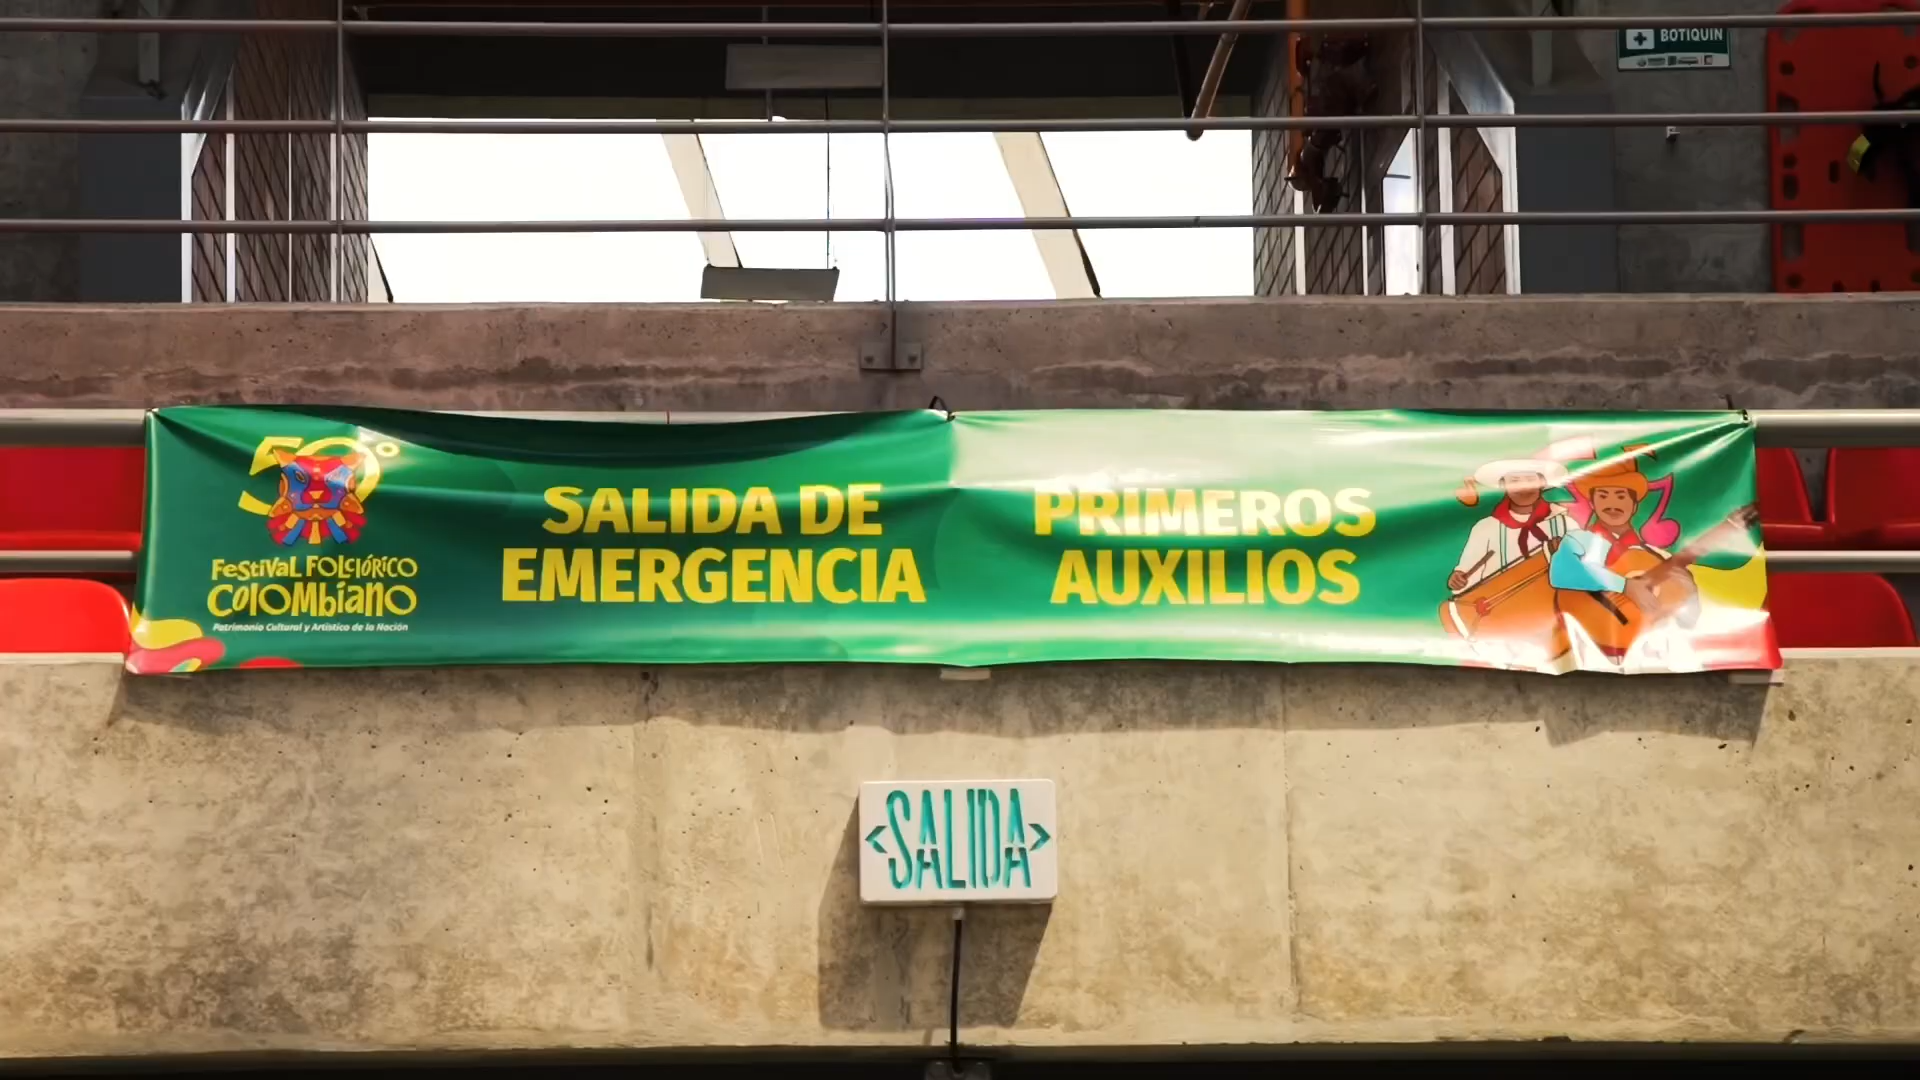 BOTIQUIN
50°
FESTIVAL FOLCLÓRICO
COLOMBIANO
Patrimonio Cultural y Artístico de la Nación
SALIDA DE
EMERGENCIA
PRIMEROS
AUXILIOS
<SALIDA>